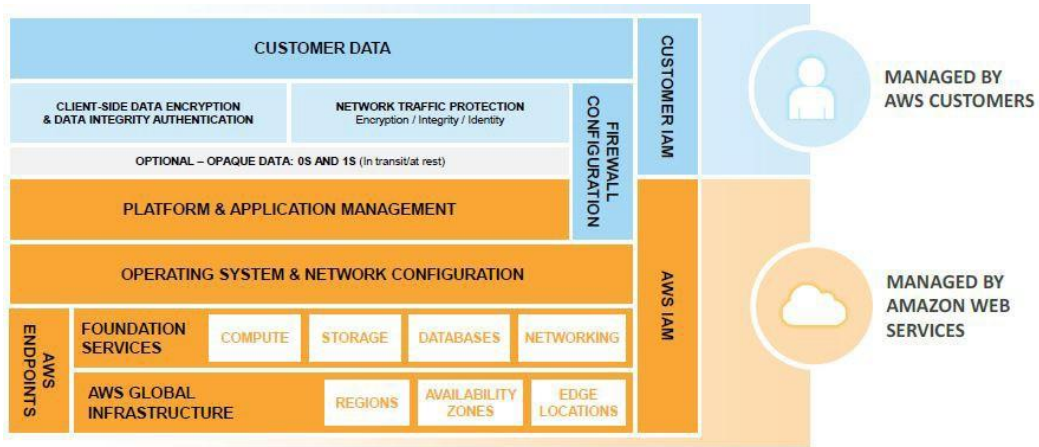 CUSTOMER DATA
CUSTOMER IAM
MANAGED BY
AWS CUSTOMERS
CLIENT-SIDE DATA ENCRYPTION
& DATA INTEGRITY AUTHENTICATION
NETWORK TRAFFIC PROTECTION
Encryption / Integrity / Identity
FIREWALL
CONFIGURATION
OPTIONAL – OPAQUE DATA: 0S AND 1S (In transit/at rest)
PLATFORM & APPLICATION MANAGEMENT
OPERATING SYSTEM & NETWORK CONFIGURATION
AWS IAM
MANAGED BY
AMAZON WEB
SERVICES
AWS
ENDPOINTS
FOUNDATION
SERVICES
COMPUTE
STORAGE
DATABASES
NETWORKING
AWS GLOBAL
INFRASTRUCTURE
REGIONS
AVAILABILITY
ZONES
EDGE
LOCATIONS